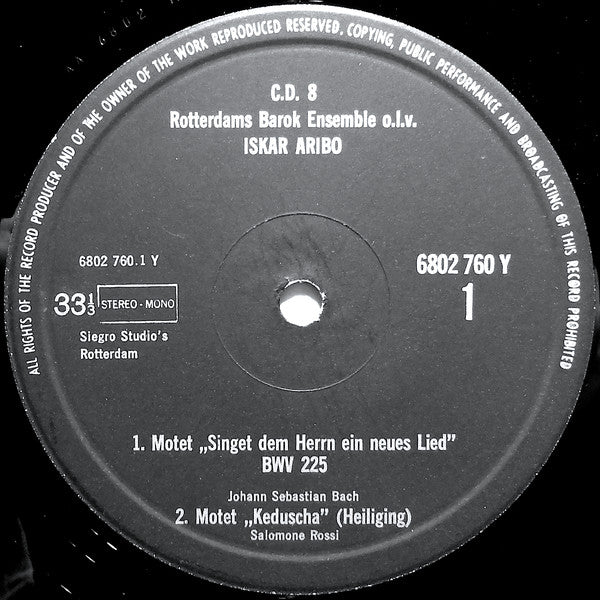 ALL RIGHTS OF THE RECORD PRODUCER AND OF THE OWNER OF THE WORK REPRODUCED RESERVED. COPYING, PUBLIC PERFORMANCE AND BROADCASTING OF THIS RECORD PROHIBITED
C.D. 8
Rotterdams Barok Ensemble o.l.v.
ISKAR ARIBO
6802 760.1 Y
6802 760 Y
33⅓ STEREO - MONO
1
Siegro Studio's
Rotterdam
1. Motet „Singet dem Herrn ein neues Lied”
BWV 225
Johann Sebastian Bach
2. Motet „Keduscha” (Heiliging)
Salomone Rossi